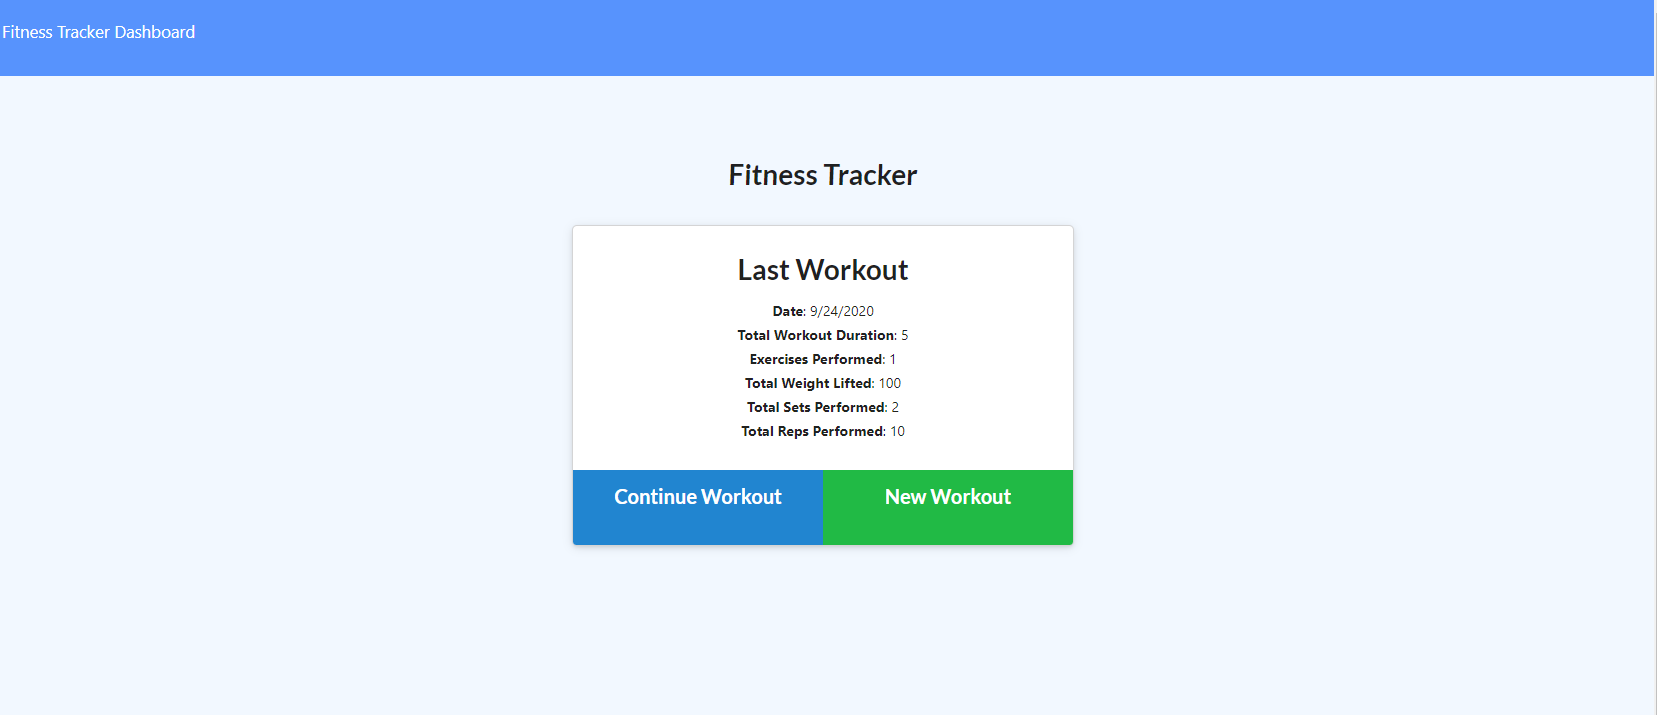 Fitness Tracker Dashboard
Fitness Tracker
Last Workout
Date: 9/24/2020
Total Workout Duration: 5
Exercises Performed: 1
Total Weight Lifted: 100
Total Sets Performed: 2
Total Reps Performed: 10
Continue Workout
New Workout